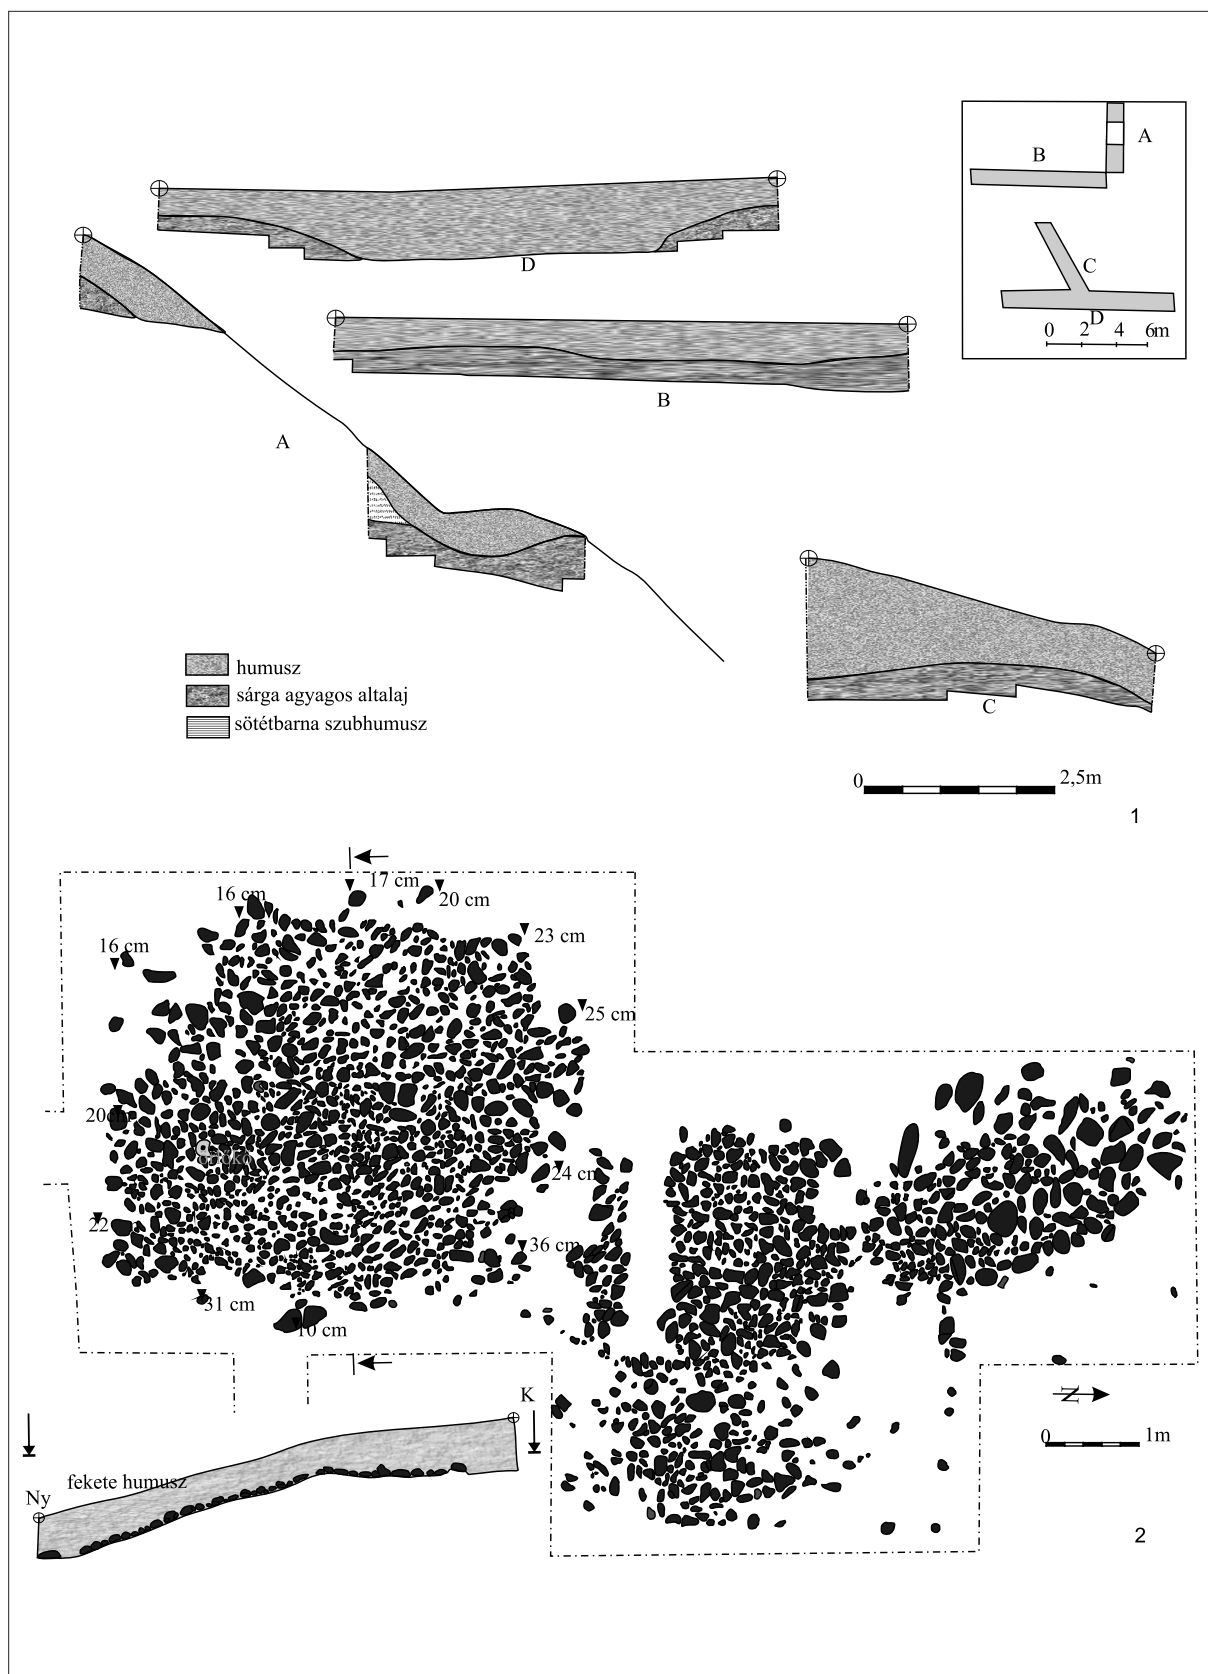 A
B
C
D
0 2 4 6m
D
B
A
C
humusz
sárga agyagos altalaj
sötétbarna szubhumusz
0 2,5m
1
17 cm
16 cm
20 cm
23 cm
16 cm
25 cm
20cm
őrlőkő
24 cm
22
36 cm
31 cm
10 cm
N
0 1m
K
fekete humusz
Ny
2